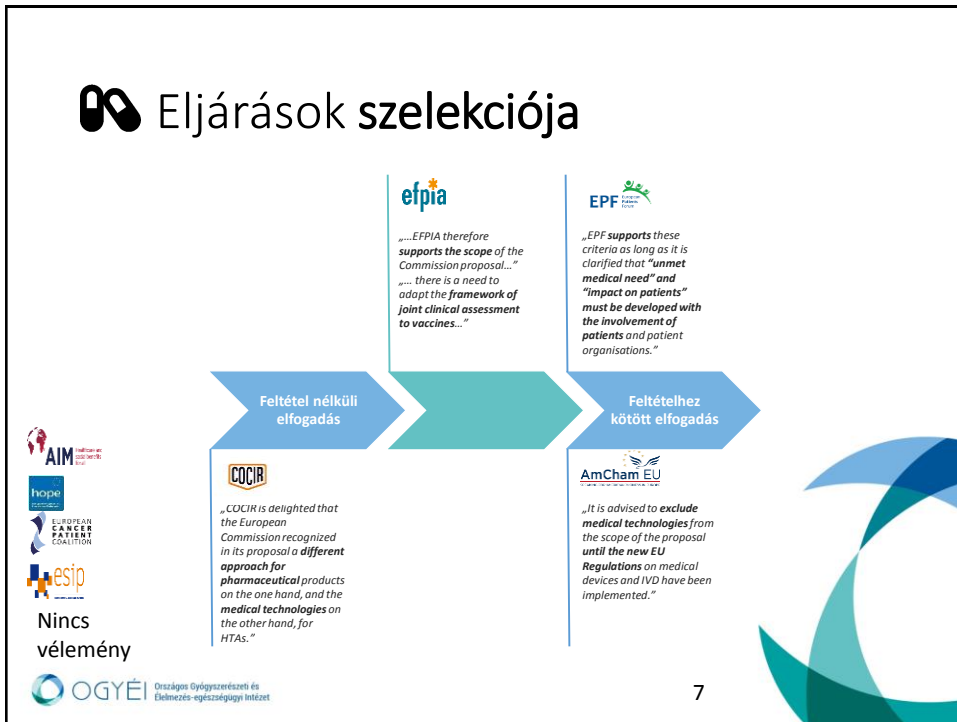 Eljárások szelekciója
efpia
„…EFPIA therefore
supports the scope of the
Commission proposal…”
„… there is a need to
adapt the framework of
joint clinical assessment
to vaccines…”
EPF European
Patients
Forum
„EPF supports these
criteria as long as it is
clarified that “unmet
medical need” and
“impact on patients”
must be developed with
the involvement of
patients and patient
organisations.”
Feltétel nélküli
elfogadás
Feltételhez
kötött elfogadás
COCIR
„COCIR is delighted that
the European
Commission recognized
in its proposal a different
approach for
pharmaceutical products
on the one hand, and the
medical technologies on
the other hand, for
HTAs.”
AmCham EU
„It is advised to exclude
medical technologies from
the scope of the proposal
until the new EU
Regulations on medical
devices and IVD have been
implemented.”
AIM
hope
EUROPEAN
CANCER
PATIENT
COALITION
esip
Nincs
vélemény
OGYÉI Országos Gyógyszerészeti és
Élelmezés-egészségügyi Intézet
7